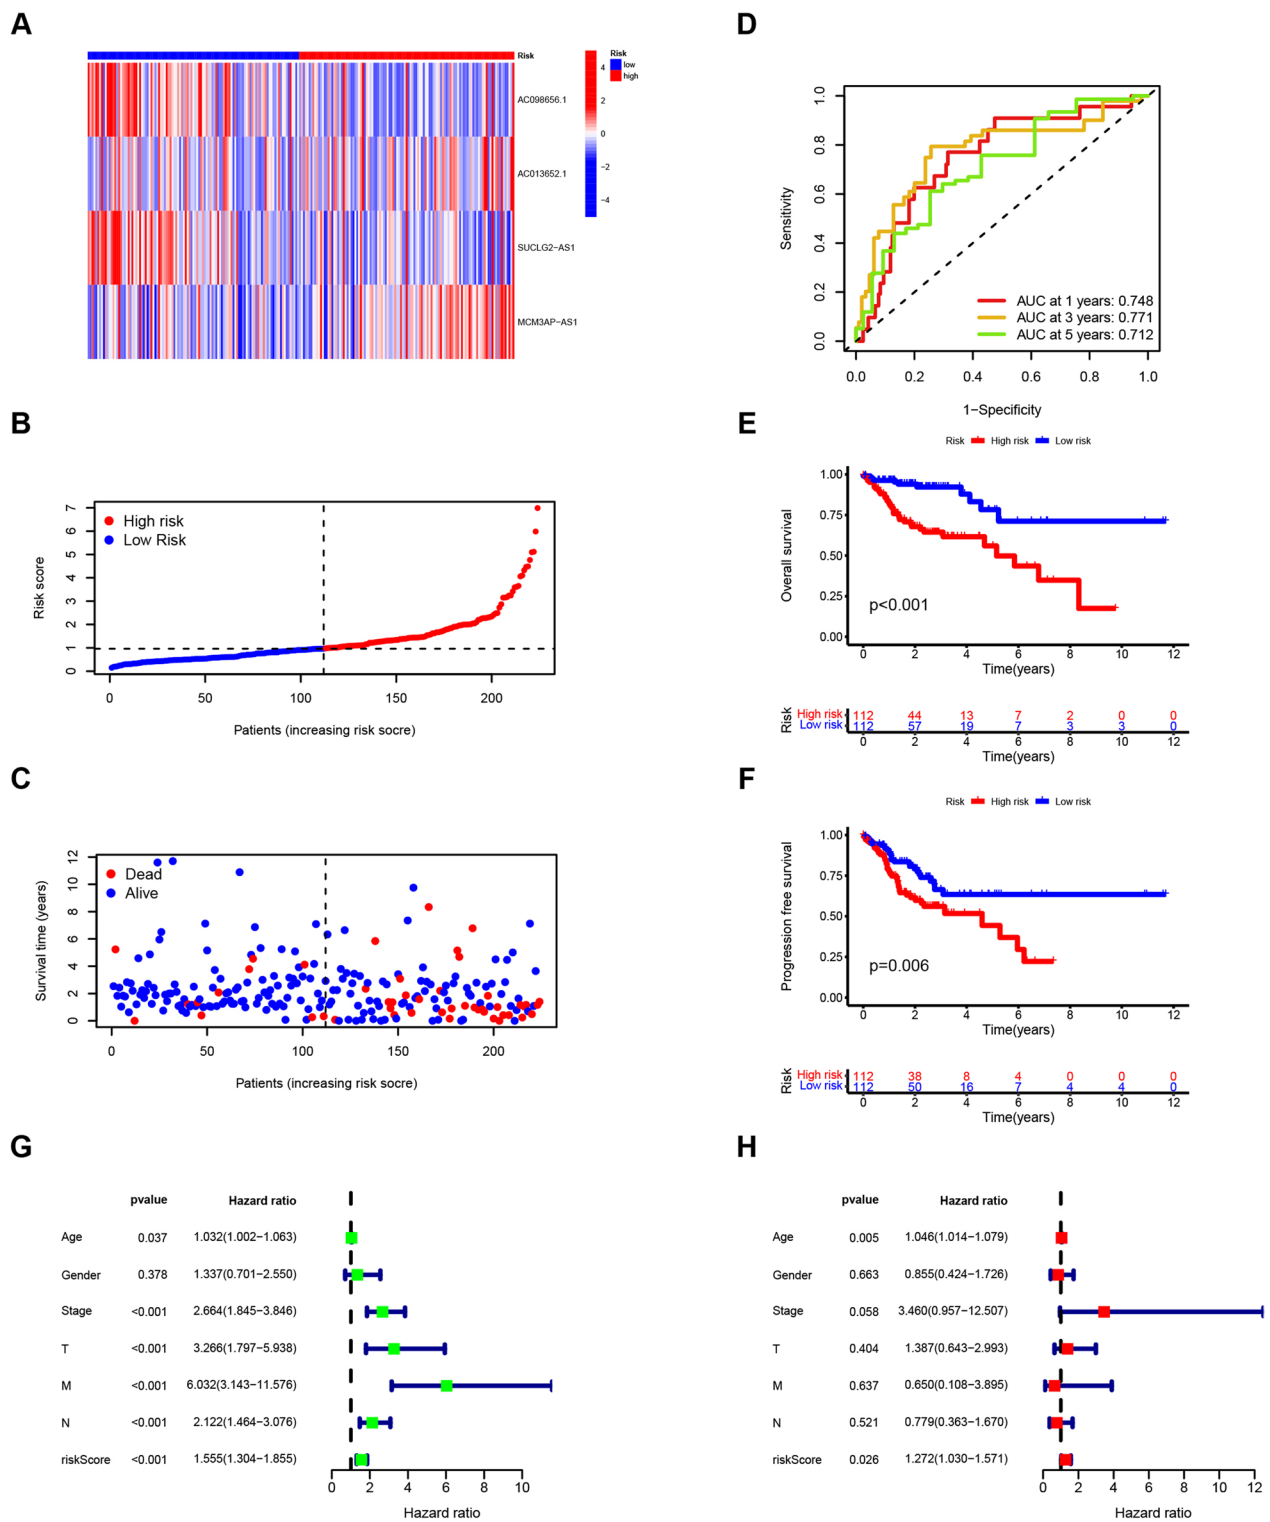 A
Risk
Risk
low
high
4
2
0
−2
−4
AC098656.1
AC013652.1
SUCLG2−AS1
MCM3AP−AS1
D
Sensitivity
1.0
0.8
0.6
0.4
0.2
0.0
AUC at 1 years: 0.748
AUC at 3 years: 0.771
AUC at 5 years: 0.712
0.0 0.2 0.4 0.6 0.8 1.0
1−Specificity
B
Risk score
7
6
5
4
3
2
1
0
High risk
Low Risk
0 50 100 150 200
Patients (increasing risk socre)
E
Risk High risk Low risk
Overall survival
1.00
0.75
0.50
0.25
0.00
p<0.001
0 2 4 6 8 10 12
Time(years)
Risk
High risk 112 44 13 7 2 0 0
Low risk 112 57 19 7 3 3 0
0 2 4 6 8 10 12
Time(years)
C
Survival time (years)
12
10
8
6
4
2
0
Dead
Alive
0 50 100 150 200
Patients (increasing risk socre)
F
Risk High risk Low risk
Progression free survival
1.00
0.75
0.50
0.25
0.00
p=0.006
0 2 4 6 8 10 12
Time(years)
Risk
High risk 112 38 8 4 0 0 0
Low risk 112 50 16 7 4 4 0
0 2 4 6 8 10 12
Time(years)
G
pvalue Hazard ratio
Age 0.037 1.032(1.002−1.063)
Gender 0.378 1.337(0.701−2.550)
Stage <0.001 2.664(1.845−3.846)
T <0.001 3.266(1.797−5.938)
M <0.001 6.032(3.143−11.576)
N <0.001 2.122(1.464−3.076)
riskScore <0.001 1.555(1.304−1.855)
0 2 4 6 8 10
Hazard ratio
H
pvalue Hazard ratio
Age 0.005 1.046(1.014−1.079)
Gender 0.663 0.855(0.424−1.726)
Stage 0.058 3.460(0.957−12.507)
T 0.404 1.387(0.643−2.993)
M 0.637 0.650(0.108−3.895)
N 0.521 0.779(0.363−1.670)
riskScore 0.026 1.272(1.030−1.571)
0 2 4 6 8 10 12
Hazard ratio